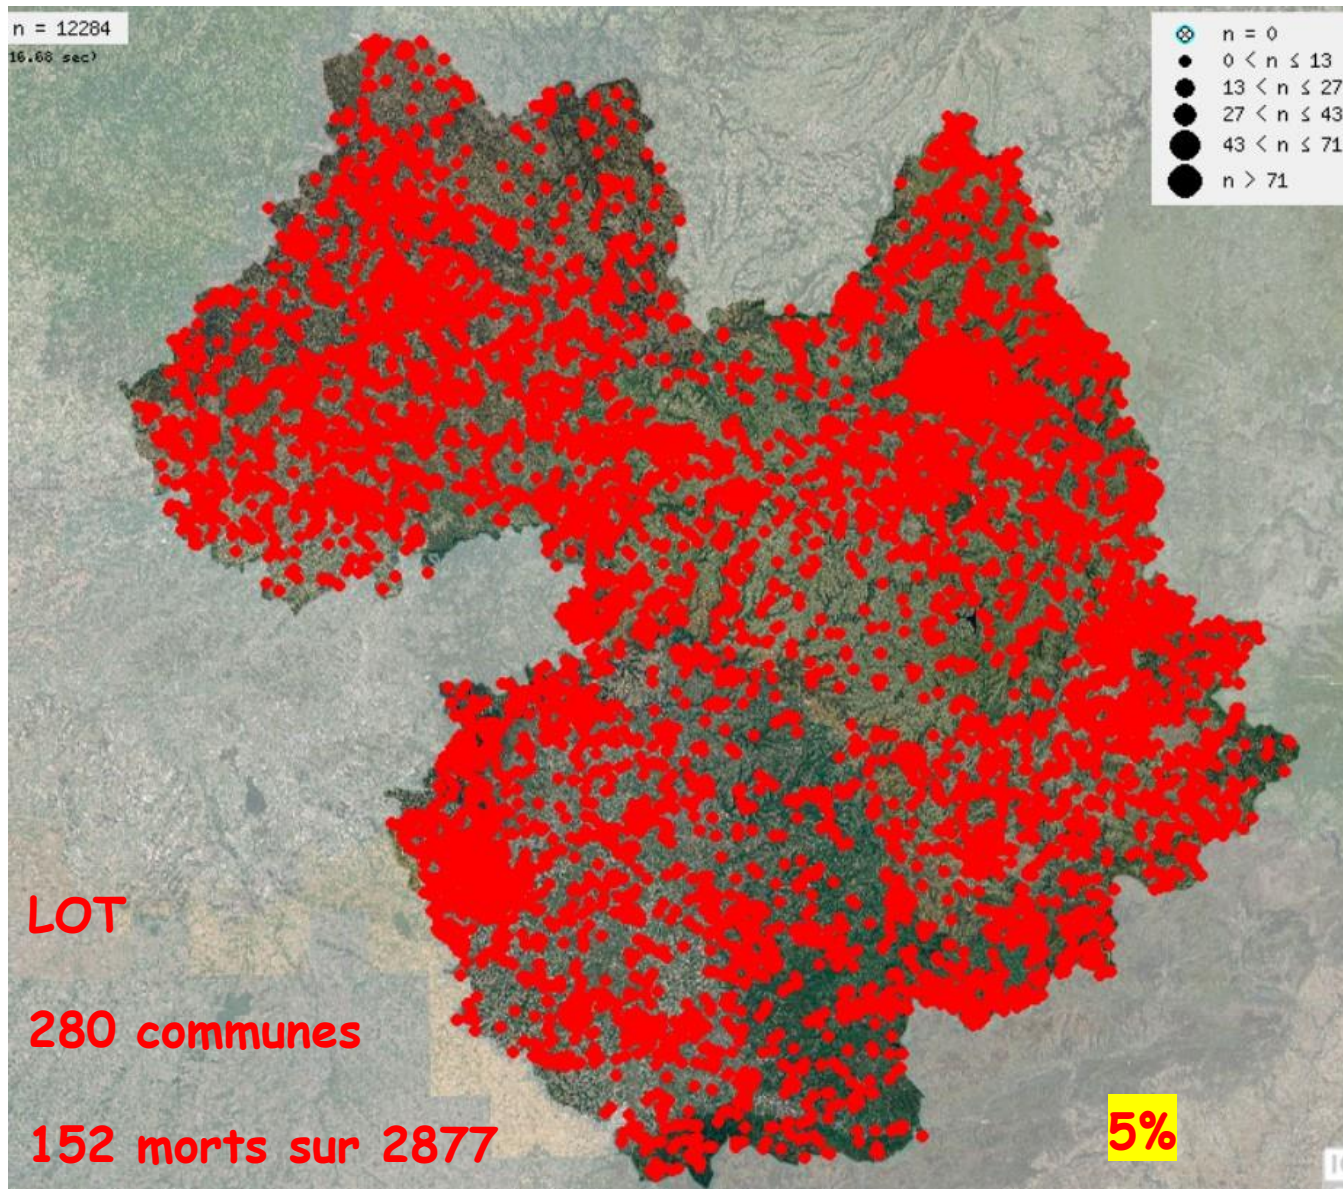 n = 12284
16.68 sec)
n = 0
0 < n ≤ 13
13 < n ≤ 27
27 < n ≤ 43
43 < n ≤ 71
n > 71
LOT
280 communes
152 morts sur 2877
5%